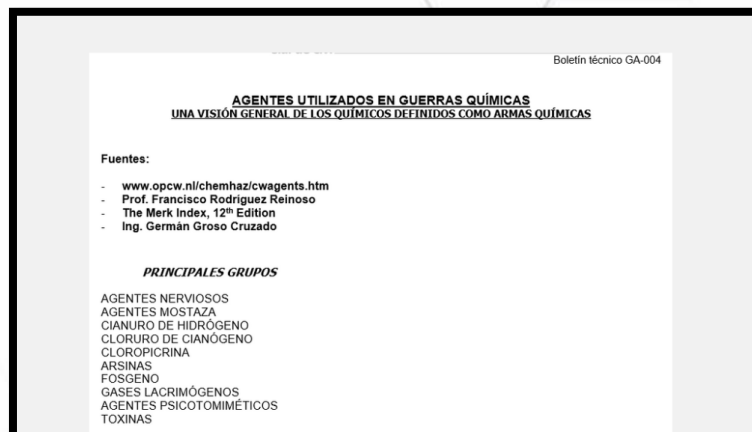 Boletín técnico GA-004
AGENTES UTILIZADOS EN GUERRAS QUÍMICAS
UNA VISIÓN GENERAL DE LOS QUÍMICOS DEFINIDOS COMO ARMAS QUÍMICAS
Fuentes:
- www.opcw.nl/chemhaz/cwagents.htm
- Prof. Francisco Rodriguez Reinoso
- The Merk Index, 12th Edition
- Ing. Germán Groso Cruzado
PRINCIPALES GRUPOS
AGENTES NERVIOSOS
AGENTES MOSTAZA
CIANURO DE HIDRÓGENO
CLORURO DE CIANÓGENO
CLOROPICRINA
ARSINAS
FOSGENO
GASES LACRIMÓGENOS
AGENTES PSICOTOMIMÉTICOS
TOXINAS